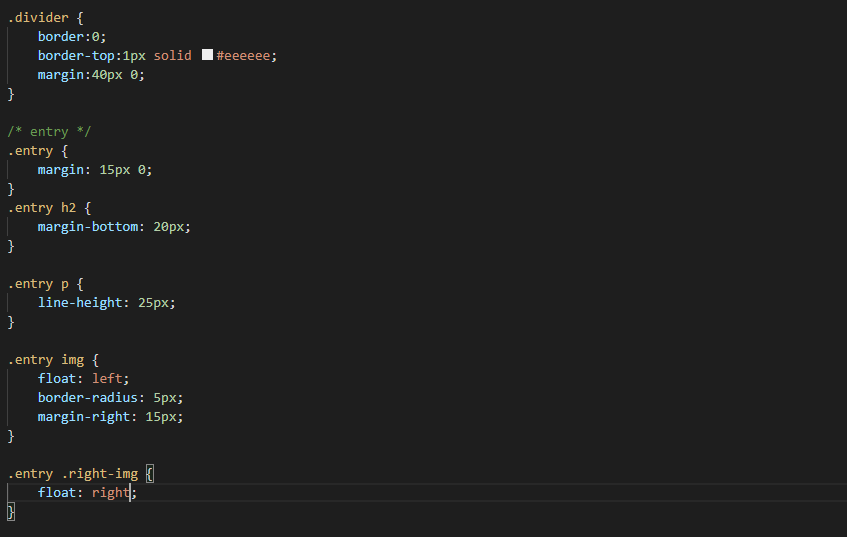 .divider {
    border:0;
    border-top:1px solid #eeeeee;
    margin:40px 0;
}

/* entry */
.entry {
    margin: 15px 0;
}
.entry h2 {
    margin-bottom: 20px;
}

.entry p {
    line-height: 25px;
}

.entry img {
    float: left;
    border-radius: 5px;
    margin-right: 15px;
}

.entry .right-img {
    float: right;
}